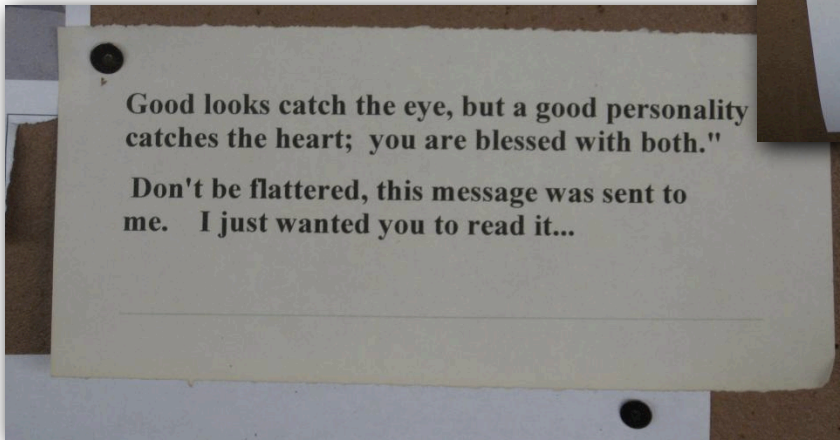 Good looks catch the eye, but a good personality
catches the heart;  you are blessed with both."
Don't be flattered, this message was sent to
me.    I just wanted you to read it...